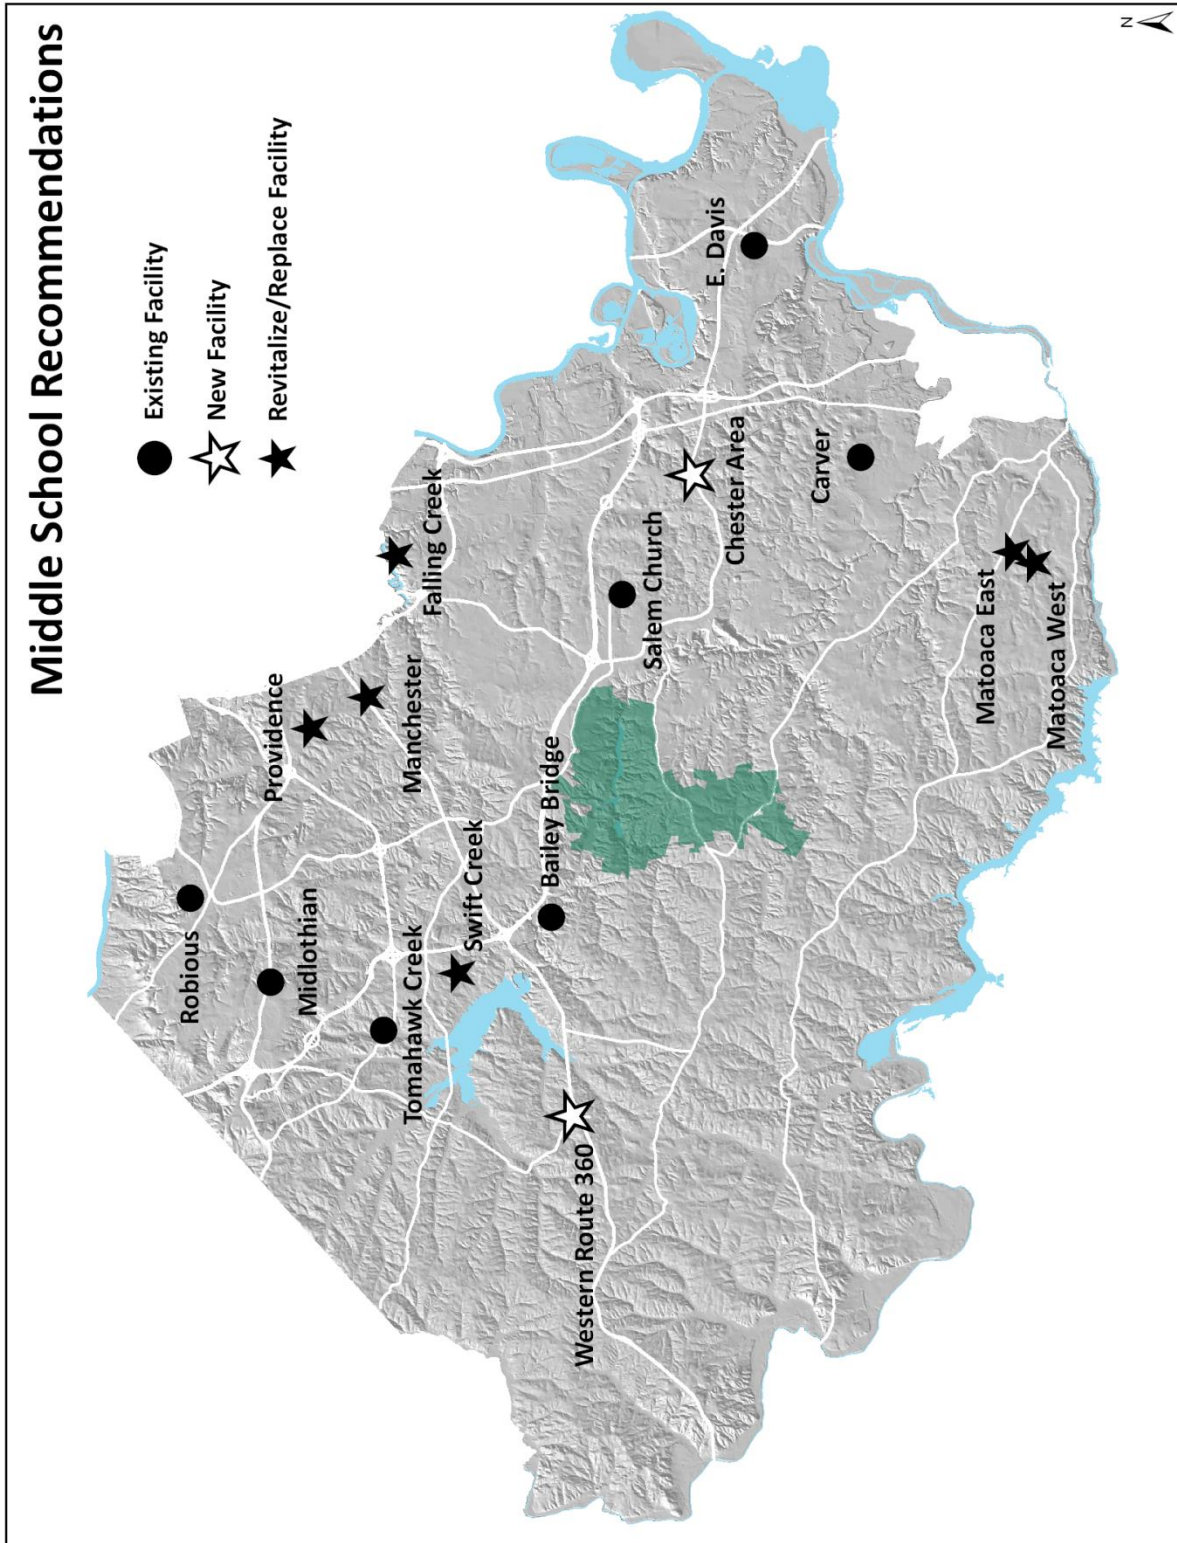 Middle School Recommendations
Existing Facility
New Facility
Revitalize/Replace Facility
N
Robious
Midlothian
Providence
Tomahawk Creek
Manchester
Falling Creek
Swift Creek
Bailey Bridge
Western Route 360
Salem Church
Chester Area
E. Davis
Carver
Matoaca East
Matoaca West